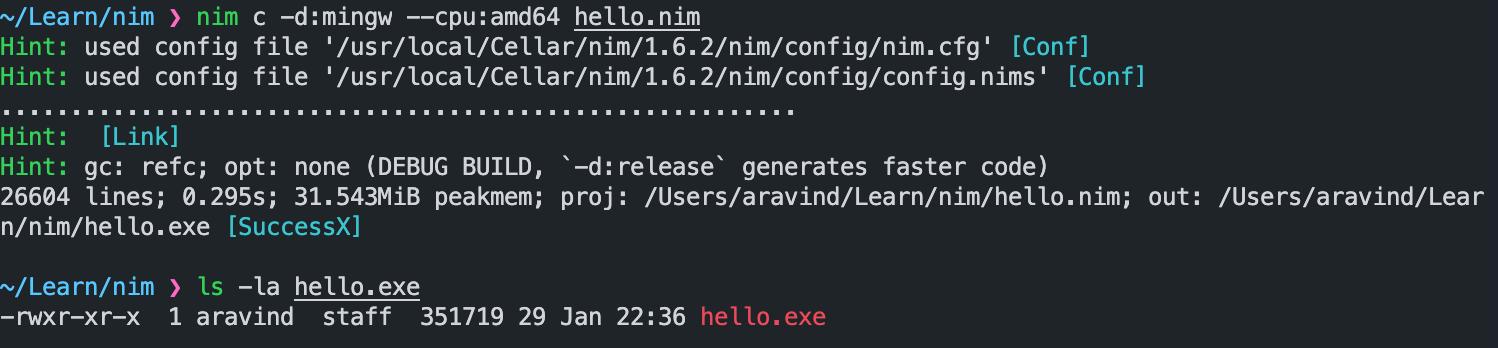 ~/Learn/nim ❯ nim c -d:mingw --cpu:amd64 hello.nim
Hint: used config file '/usr/local/Cellar/nim/1.6.2/nim/config/nim.cfg' [Conf]
Hint: used config file '/usr/local/Cellar/nim/1.6.2/nim/config/config.nims' [Conf]
.........................................................
Hint:  [Link]
Hint: gc: refc; opt: none (DEBUG BUILD, `-d:release` generates faster code)
26604 lines; 0.295s; 31.543MiB peakmem; proj: /Users/aravind/Learn/nim/hello.nim; out: /Users/aravind/Lear
n/nim/hello.exe [SuccessX]
~/Learn/nim ❯ ls -la hello.exe
-rwxr-xr-x  1 aravind  staff  351719 29 Jan 22:36 hello.exe